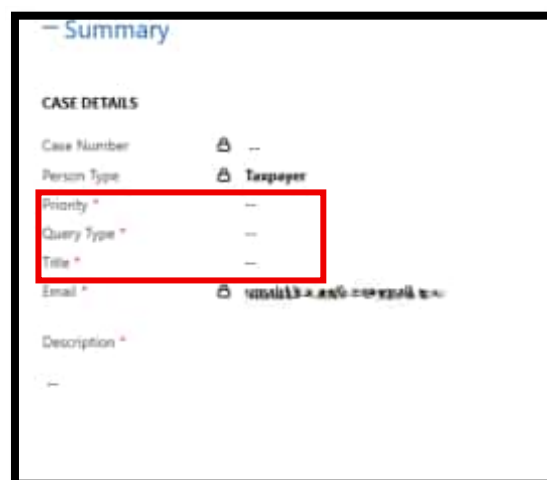 – Summary
CASE DETAILS
Case Number --
Person Type Taxpayer
Priority * ---
Query Type * ---
Title * ---
Email *
Description *
---